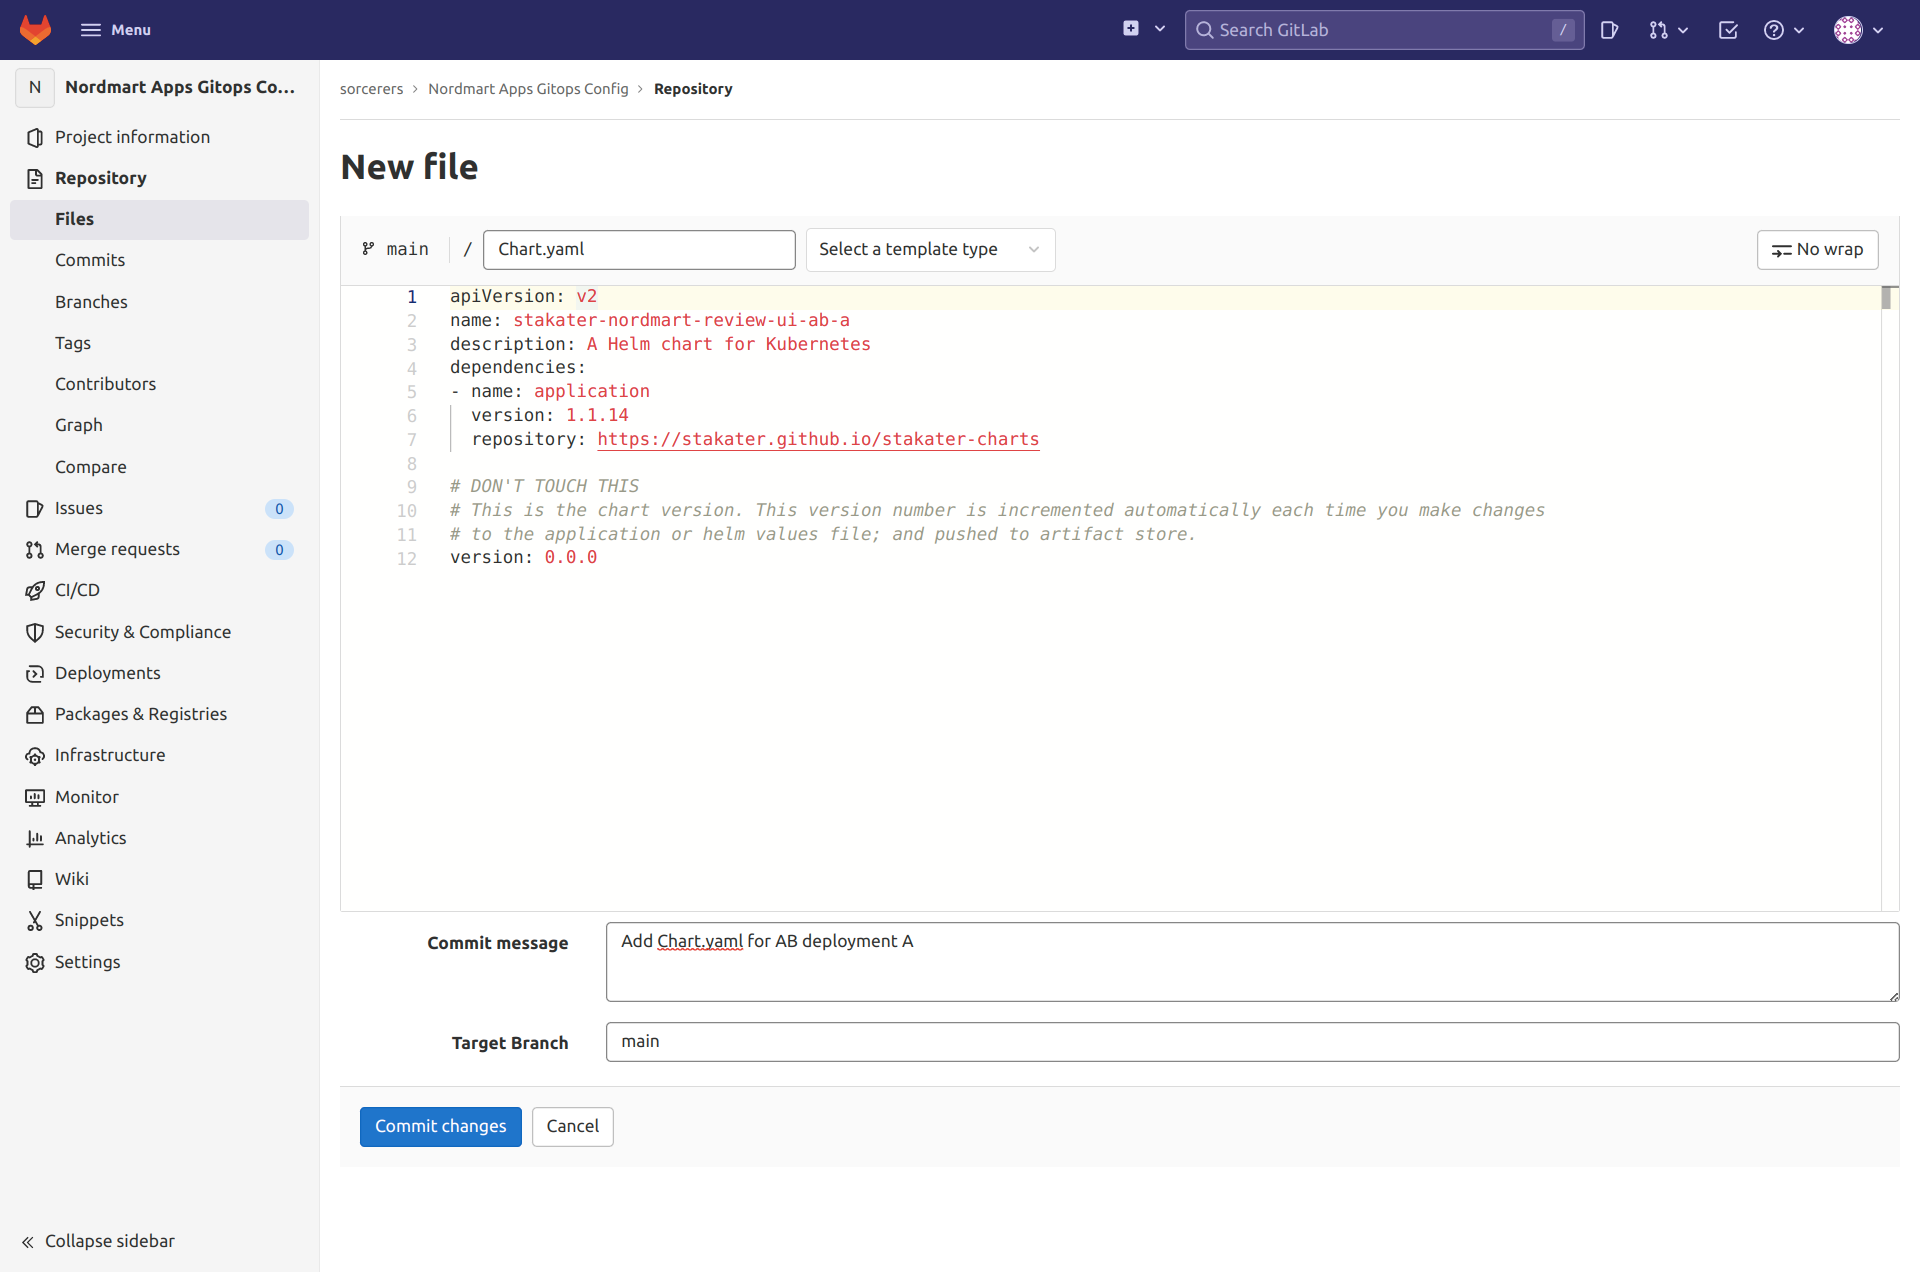 Menu
Search GitLab
/
N
Nordmart Apps Gitops Co...
Project information
Repository
Files
Commits
Branches
Tags
Contributors
Graph
Compare
Issues
0
Merge requests
0
CI/CD
Security & Compliance
Deployments
Packages & Registries
Infrastructure
Monitor
Analytics
Wiki
Snippets
Settings
Collapse sidebar
sorcerers > Nordmart Apps Gitops Config > Repository
New file
main / Chart.yaml Select a template type No wrap
1 apiVersion: v2
2 name: stakater-nordmart-review-ui-ab-a
3 description: A Helm chart for Kubernetes
4 dependencies:
5 - name: application
6 version: 1.1.14
7 repository: https://stakater.github.io/stakater-charts
8
9 # DON'T TOUCH THIS
10 # This is the chart version. This version number is incremented automatically each time you make changes
11 # to the application or helm values file; and pushed to artifact store.
12 version: 0.0.0
Commit message
Add Chart.yaml for AB deployment A
Target Branch
main
Commit changes
Cancel